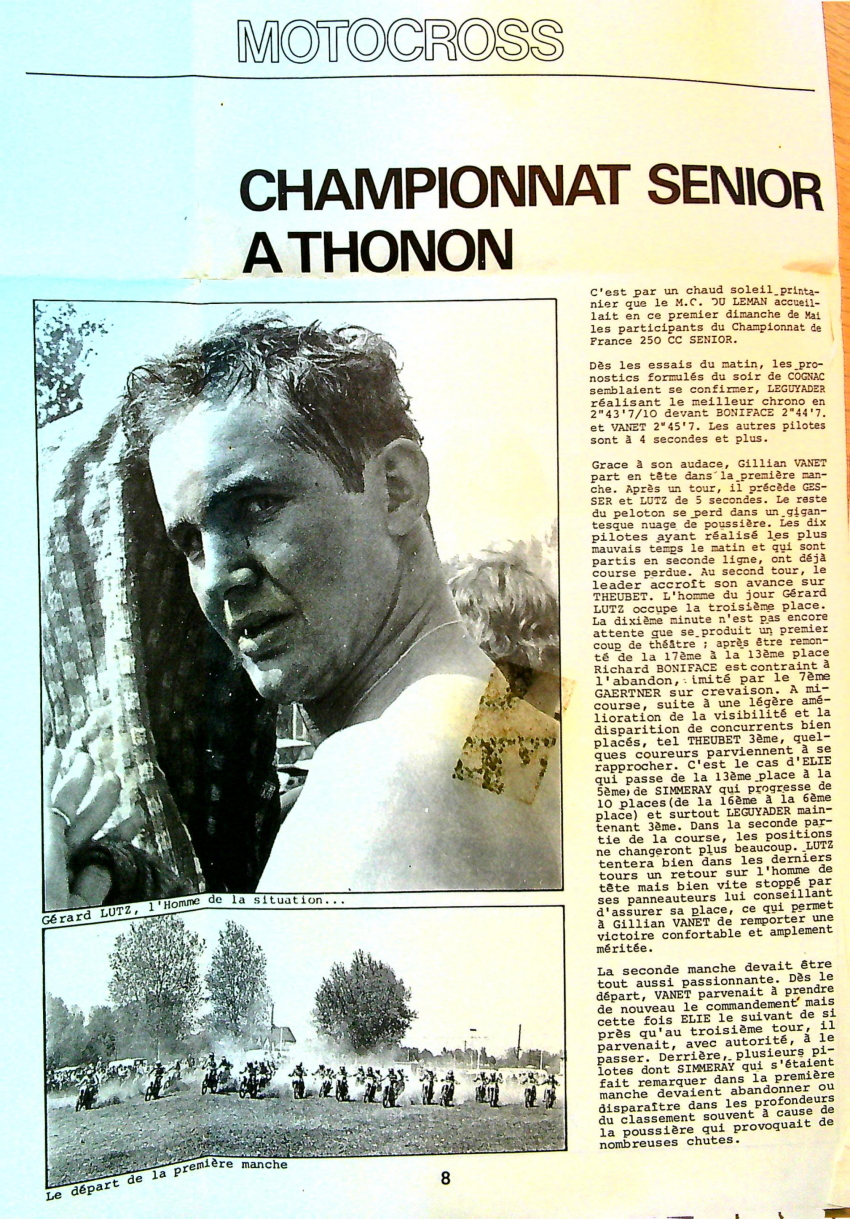 MOTOCROSS
CHAMPIONNAT SENIOR
A THONON
C'est par un chaud soleil printa-
nier que le M.C. DU LEMAN accueil-
lait en ce premier dimanche de Mai
les participants du Championnat de
France 250 CC SENIOR.
Dès les essais du matin, les pro-
nostics formulés du soir de COGNAC
semblaient se confirmer, LEGUYADER
réalisant le meilleur chrono en
2"43'7/10 devant BONIFACE 2"44'7.
et VANET 2"45'7. Les autres pilotes
sont à 4 secondes et plus.
Grace à son audace, Gillian VANET
part en tête dans la première man-
che. Après un tour, il précède GES-
SER et LUTZ de 5 secondes. Le reste
du peloton se perd dans un gigan-
tesque nuage de poussière. Les dix
pilotes ayant réalisé les plus
mauvais temps le matin et qui sont
partis en seconde ligne, ont déjà
course perdue. Au second tour, le
leader accroît son avance sur
THEUBET. L'homme du jour Gérard
LUTZ occupe la troisième place.
La dixième minute n'est pas encore
attente que se produit un premier
coup de théâtre ; après être remon-
té de la 17ème à la 13ème place
Richard BONIFACE est contraint à
l'abandon, imité par le 7ème
GAERTNER sur crevaison. A mi-
course, suite à une légère amé-
lioration de la visibilité et la
disparition de concurrents bien
placés, tel THEUBET 3ème, quel-
ques coureurs parviennent à se
rapprocher. C'est le cas d'ELIE
qui passe de la 13ème place à la
5ème, de SIMMERAY qui progresse de
10 places (de la 16ème à la 6ème
place) et surtout LEGUYADER main-
tenant 3ème. Dans la seconde par-
tie de la course, les positions
ne changeront plus beaucoup. LUTZ
tentera bien dans les derniers
tours un retour sur l'homme de
tête mais bien vite stoppé par
ses panneauteurs lui conseillant
d'assurer sa place, ce qui permet
à Gillian VANET de remporter une
victoire confortable et amplement
méritée.
La seconde manche devait être
tout aussi passionnante. Dès le
départ, VANET parvenait à prendre
de nouveau le commandement mais
cette fois ELIE le suivant de si
près qu'au troisième tour, il
parvenait, avec autorité, à le
passer. Derrière, plusieurs pi-
lotes dont SIMMERAY qui s'étaient
fait remarquer dans la première
manche devaient abandonner ou
disparaître dans les profondeurs
du classement souvent à cause de
la poussière qui provoquait de
nombreuses chutes.
Gérard LUTZ, l'Homme de la situation...
Le départ de la première manche
8